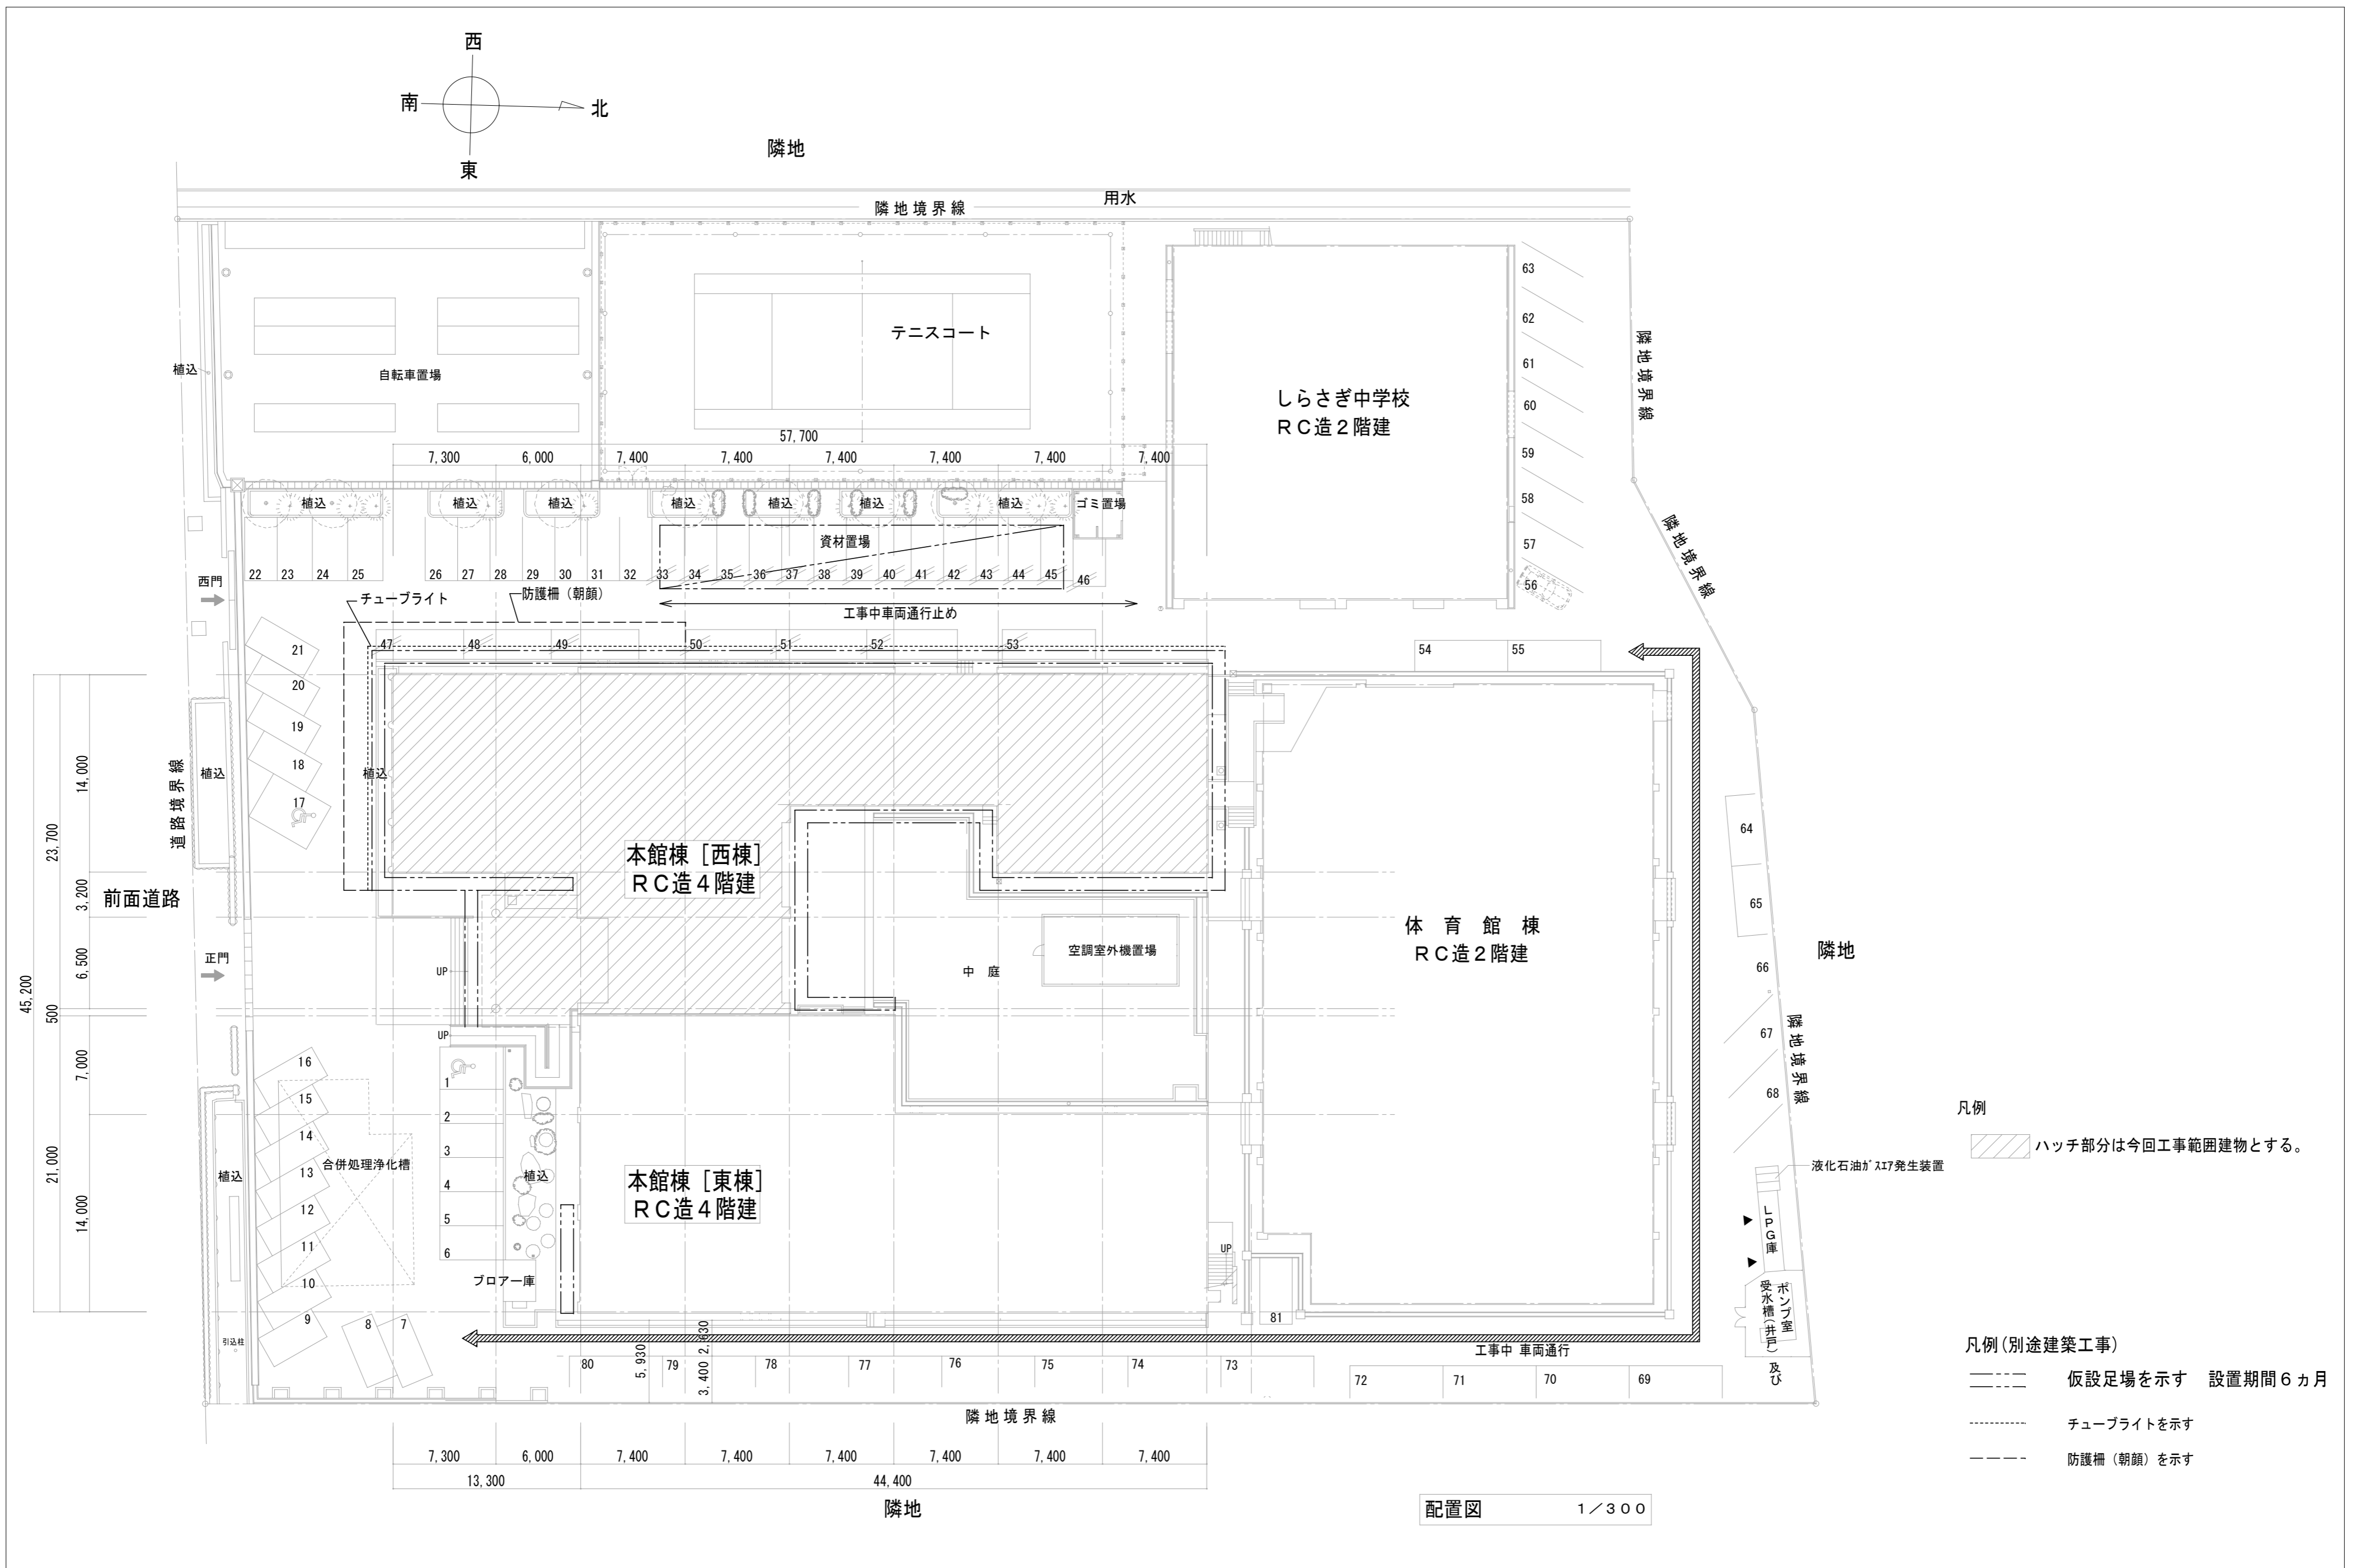 西
南
北
東
隣地
用水
隣地境界線
植込
自転車置場
テニスコート
しらさぎ中学校
RC造2階建
63
62
61
60
59
58
57
56
隣地境界線
隣地境界線
57,700
7,300
6,000
7,400
7,400
7,400
7,400
7,400
7,400
植込
植込
植込
植込
植込
植込
植込
ゴミ置場
資材置場
西門
22
23
24
25
26
27
28
29
30
31
32
33
34
35
36
37
38
39
40
41
42
43
44
45
46
チューブライト
防護柵（朝顔）
工事中車両通行止め
47
48
49
50
51
52
53
54
55
21
20
19
18
17
植込
植込
道路境界線
前面道路
正門
14,000
23,700
3,200
6,500
45,200
500
7,000
21,000
14,000
本館棟［西棟］
RC造4階建
UP
UP
中 庭
空調室外機置場
体 育 館 棟
RC造2階建
64
65
66
67
68
隣地
隣地境界線
16
15
14
13
12
11
10
9
8
7
合併処理浄化槽
植込
引込柱
1
2
3
4
5
6
植込
ブロアー庫
本館棟［東棟］
RC造4階建
UP
81
液化石油ガスエア発生装置
LPG庫
ポンプ室
受水槽(井戸)
及び
工事中 車両通行
5,930
3,400
2,630
80
79
78
77
76
75
74
73
72
71
70
69
隣地境界線
7,300
6,000
7,400
7,400
7,400
7,400
7,400
7,400
13,300
44,400
隣地
凡例
ハッチ部分は今回工事範囲建物とする。
凡例(別途建築工事)
仮設足場を示す 設置期間6ヵ月
チューブライトを示す
防護柵（朝顔）を示す
配置図 1／300